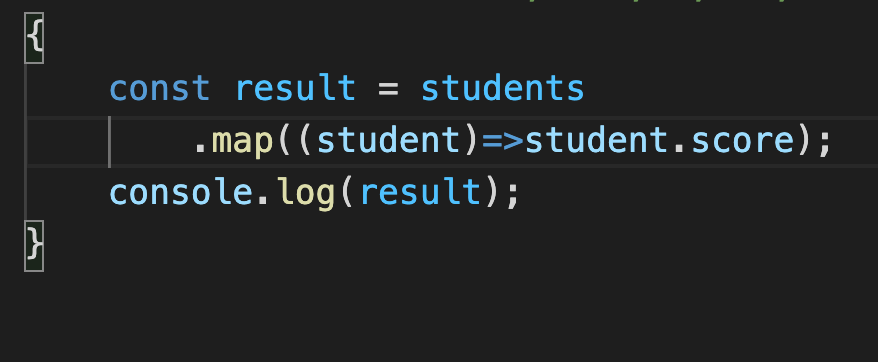 {
const result = students
.map((student)=>student.score);
console.log(result);
}